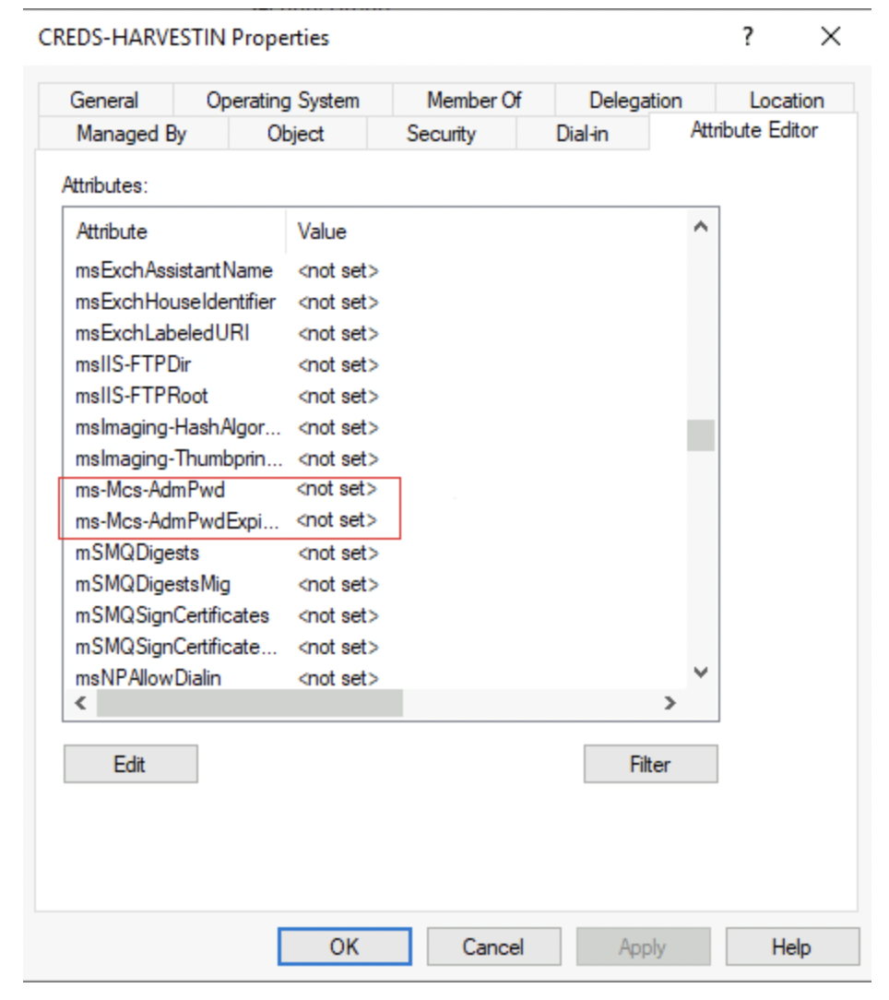 CREDS-HARVESTIN Properties ? ×
General Operating System Member Of Delegation Location
Managed By Object Security Dial-in Attribute Editor
Attributes:
Attribute Value
msExchAssistantName <not set>
msExchHouseIdentifier <not set>
msExchLabeledURI <not set>
msIIS-FTPDir <not set>
msIIS-FTPRoot <not set>
msImaging-HashAlgor... <not set>
msImaging-Thumbprin... <not set>
ms-Mcs-AdmPwd <not set>
ms-Mcs-AdmPwdExpi... <not set>
mSMQDigests <not set>
mSMQDigestsMig <not set>
mSMQSignCertificates <not set>
mSMQSignCertificate... <not set>
msNPAllowDialin <not set>
Edit Filter
OK Cancel Apply Help